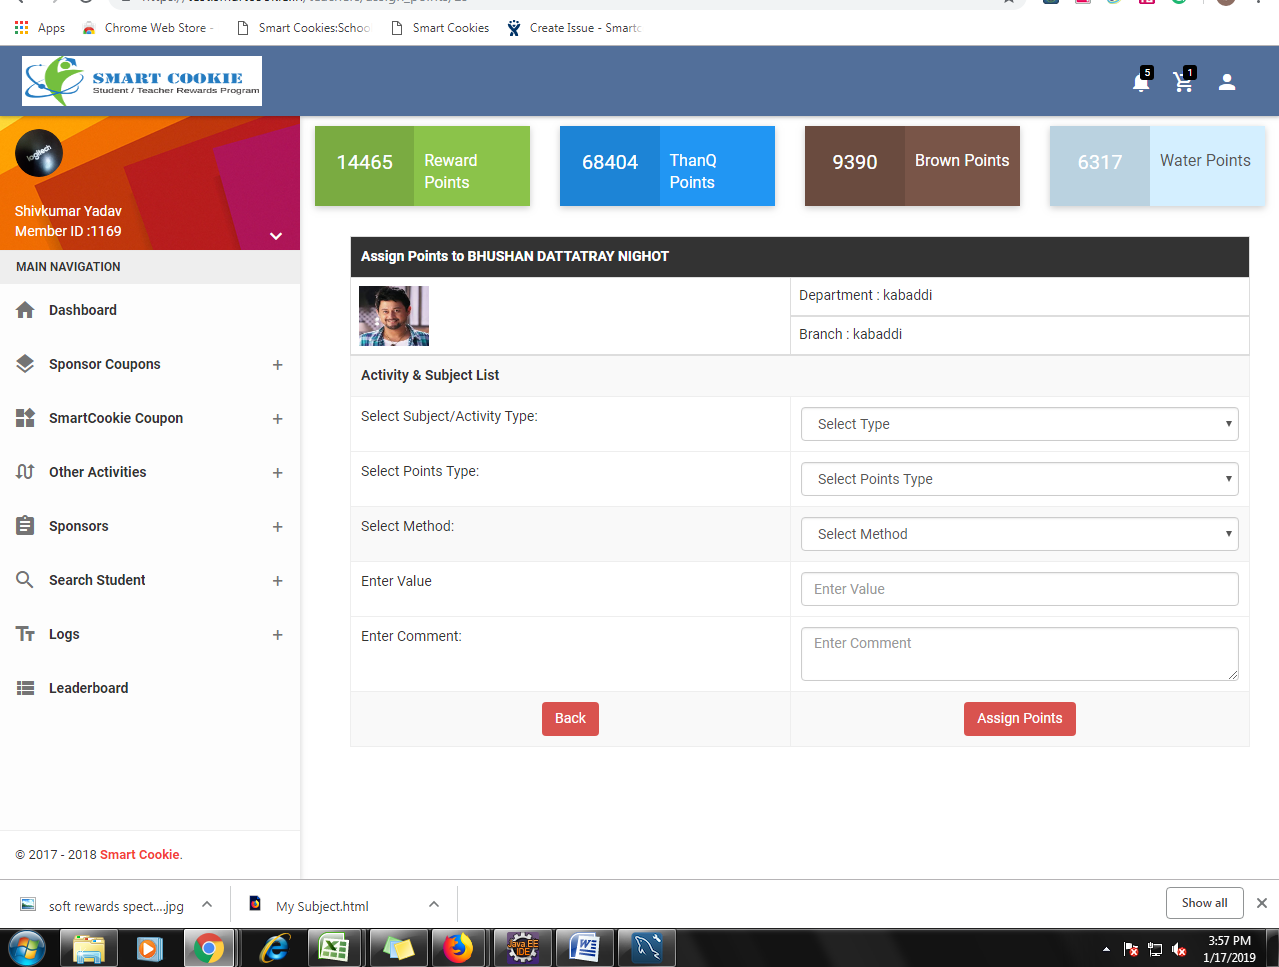 Apps
Chrome Web Store -
Smart Cookies:Schoo
Smart Cookies
Create Issue - Smart
SMART COOKIE
Student / Teacher Rewards Program
5
1
logitech
Shivkumar Yadav
Member ID :1169
14465
Reward
Points
68404
ThanQ
Points
9390
Brown Points
6317
Water Points
MAIN NAVIGATION
Dashboard
Sponsor Coupons +
SmartCookie Coupon +
Other Activities +
Sponsors +
Search Student +
Logs +
Leaderboard
© 2017 - 2018 Smart Cookie.
Assign Points to BHUSHAN DATTATRAY NIGHOT
Department : kabaddi
Branch : kabaddi
Activity & Subject List
Select Subject/Activity Type:
Select Type
Select Points Type:
Select Points Type
Select Method:
Select Method
Enter Value
Enter Value
Enter Comment:
Enter Comment
Back
Assign Points
soft rewards spect....jpg
My Subject.html
Show all
Java EE
IDE
3:57 PM
1/17/2019